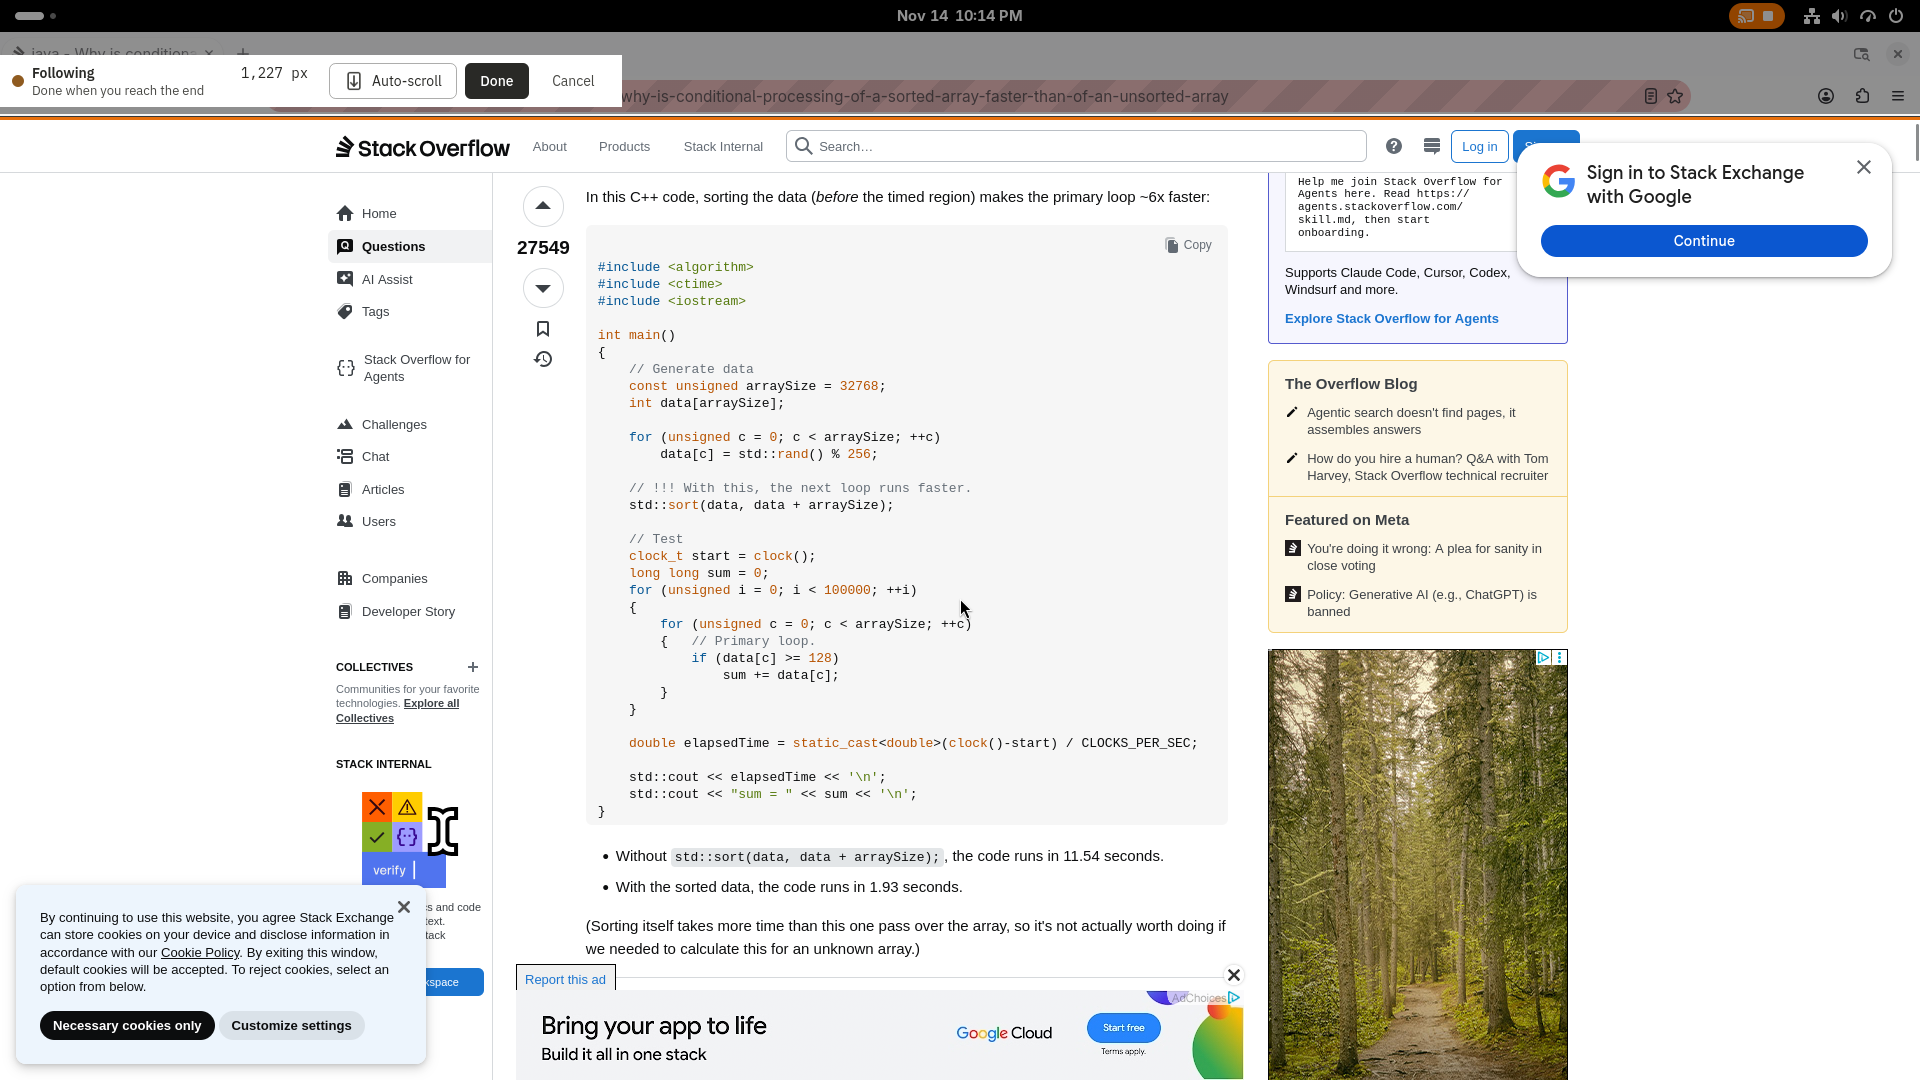 Nov 14 10:14 PM
java - Why is condition
Following
Done when you reach the end
1,227 px
Auto-scroll
Done
Cancel
why-is-conditional-processing-of-a-sorted-array-faster-than-of-an-unsorted-array
Stack Overflow
About
Products
Stack Internal
Search…
Log in
Home
Questions
AI Assist
Tags
Stack Overflow for
Agents
Challenges
Chat
Articles
Users
Companies
Developer Story
COLLECTIVES
Communities for your favorite
technologies. Explore all
Collectives
STACK INTERNAL
verify
cs and code
text.
tack
kspace
27549
In this C++ code, sorting the data (before the timed region) makes the primary loop ~6x faster:
Copy
#include <algorithm>
#include <ctime>
#include <iostream>
int main()
{
    // Generate data
    const unsigned arraySize = 32768;
    int data[arraySize];
    for (unsigned c = 0; c < arraySize; ++c)
        data[c] = std::rand() % 256;
    // !!! With this, the next loop runs faster.
    std::sort(data, data + arraySize);
    // Test
    clock_t start = clock();
    long long sum = 0;
    for (unsigned i = 0; i < 100000; ++i)
    {
        for (unsigned c = 0; c < arraySize; ++c)
        {   // Primary loop.
            if (data[c] >= 128)
                sum += data[c];
        }
    }
    double elapsedTime = static_cast<double>(clock()-start) / CLOCKS_PER_SEC;
    std::cout << elapsedTime << '\n';
    std::cout << "sum = " << sum << '\n';
}
• Without std::sort(data, data + arraySize);, the code runs in 11.54 seconds.
• With the sorted data, the code runs in 1.93 seconds.
(Sorting itself takes more time than this one pass over the array, so it's not actually worth doing if
we needed to calculate this for an unknown array.)
Report this ad
AdChoices
Bring your app to life
Build it all in one stack
Google Cloud
Start free
Terms apply.
Help me join Stack Overflow for
Agents here. Read https://
agents.stackoverflow.com/
skill.md, then start
onboarding.
Supports Claude Code, Cursor, Codex,
Windsurf and more.
Explore Stack Overflow for Agents
The Overflow Blog
Agentic search doesn't find pages, it
assembles answers
How do you hire a human? Q&A with Tom
Harvey, Stack Overflow technical recruiter
Featured on Meta
You're doing it wrong: A plea for sanity in
close voting
Policy: Generative AI (e.g., ChatGPT) is
banned
Sign in to Stack Exchange
with Google
Continue
By continuing to use this website, you agree Stack Exchange
can store cookies on your device and disclose information in
accordance with our Cookie Policy. By exiting this window,
default cookies will be accepted. To reject cookies, select an
option from below.
Necessary cookies only
Customize settings